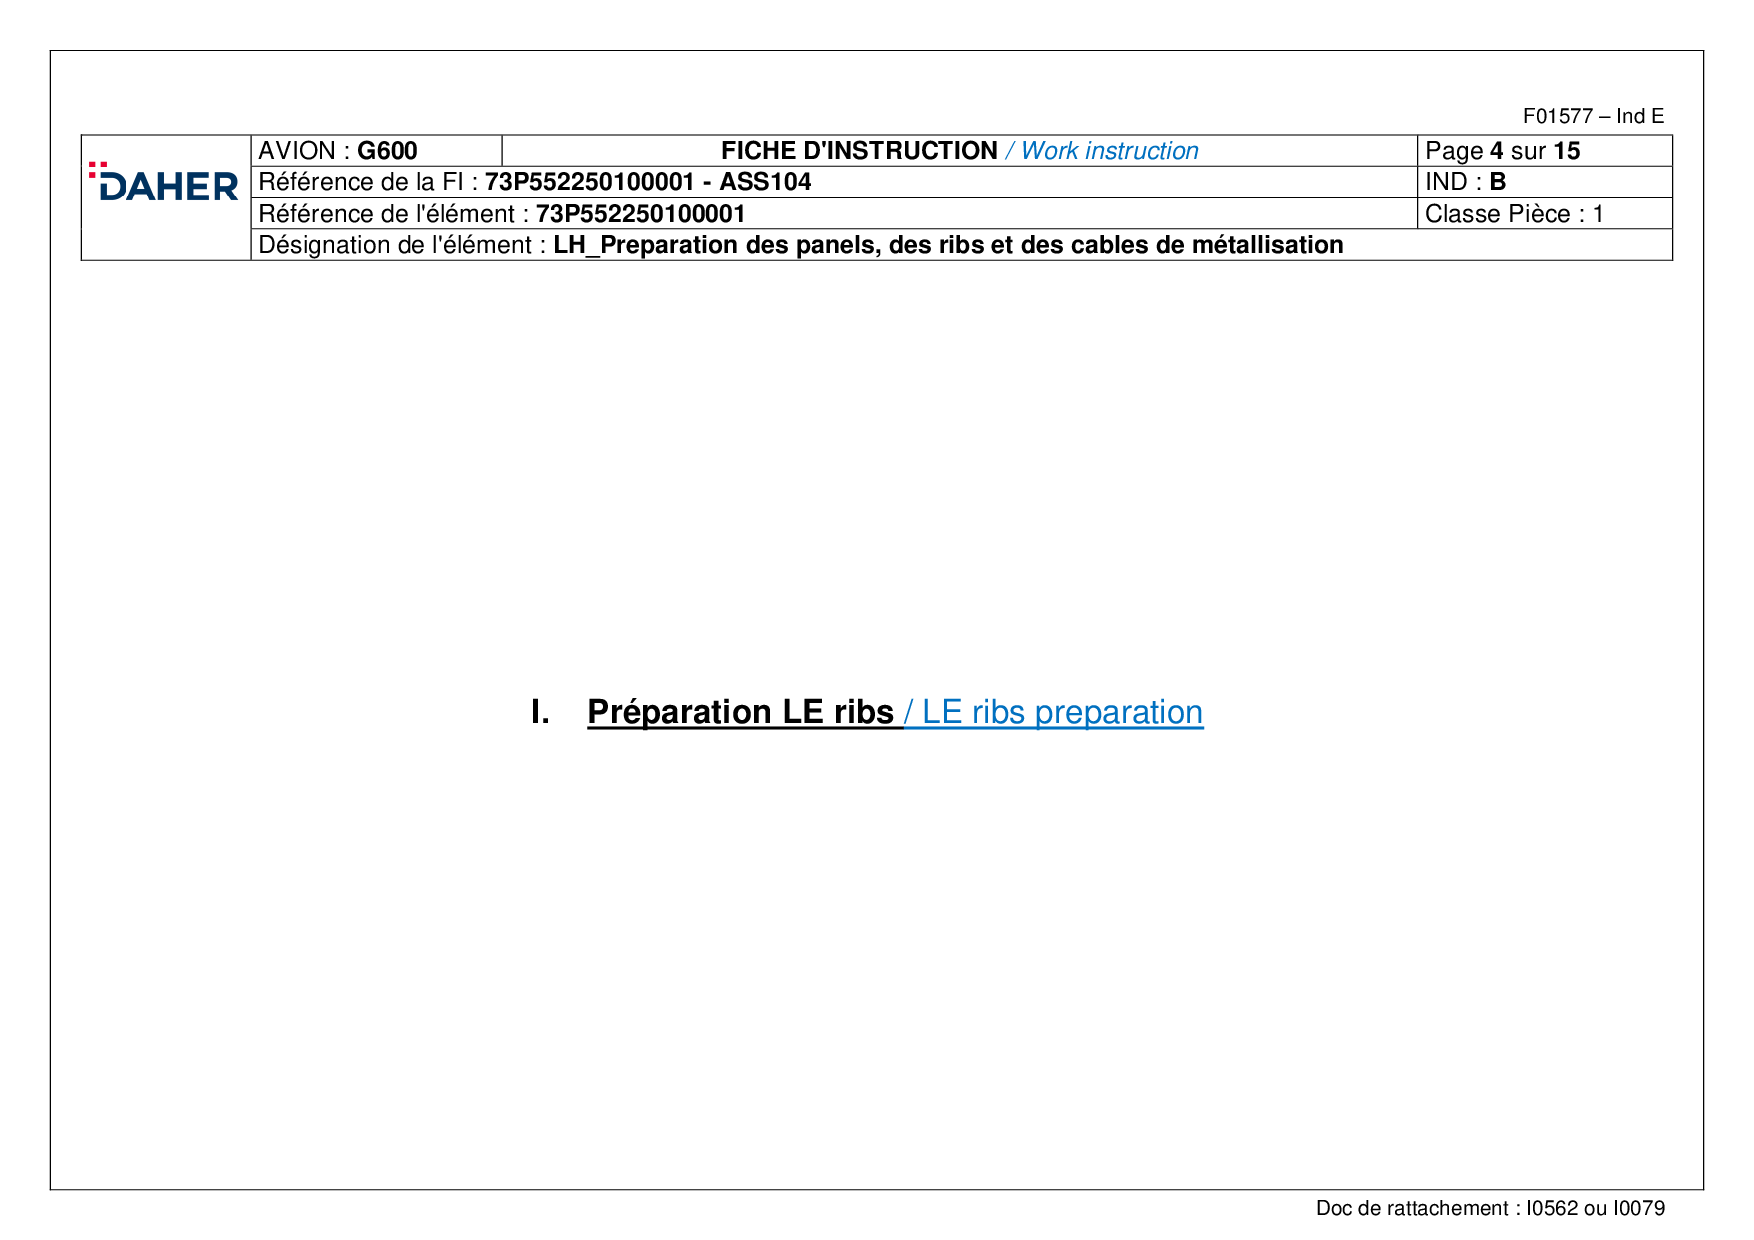 F01577 – Ind E
DAHER
AVION : G600
FICHE D'INSTRUCTION / Work instruction
Page 4 sur 15
Référence de la FI : 73P552250100001 - ASS104
IND : B
Référence de l'élément : 73P552250100001
Classe Pièce : 1
Désignation de l'élément : LH_Preparation des panels, des ribs et des cables de métallisation
I. Préparation LE ribs / LE ribs preparation
Doc de rattachement : I0562 ou I0079